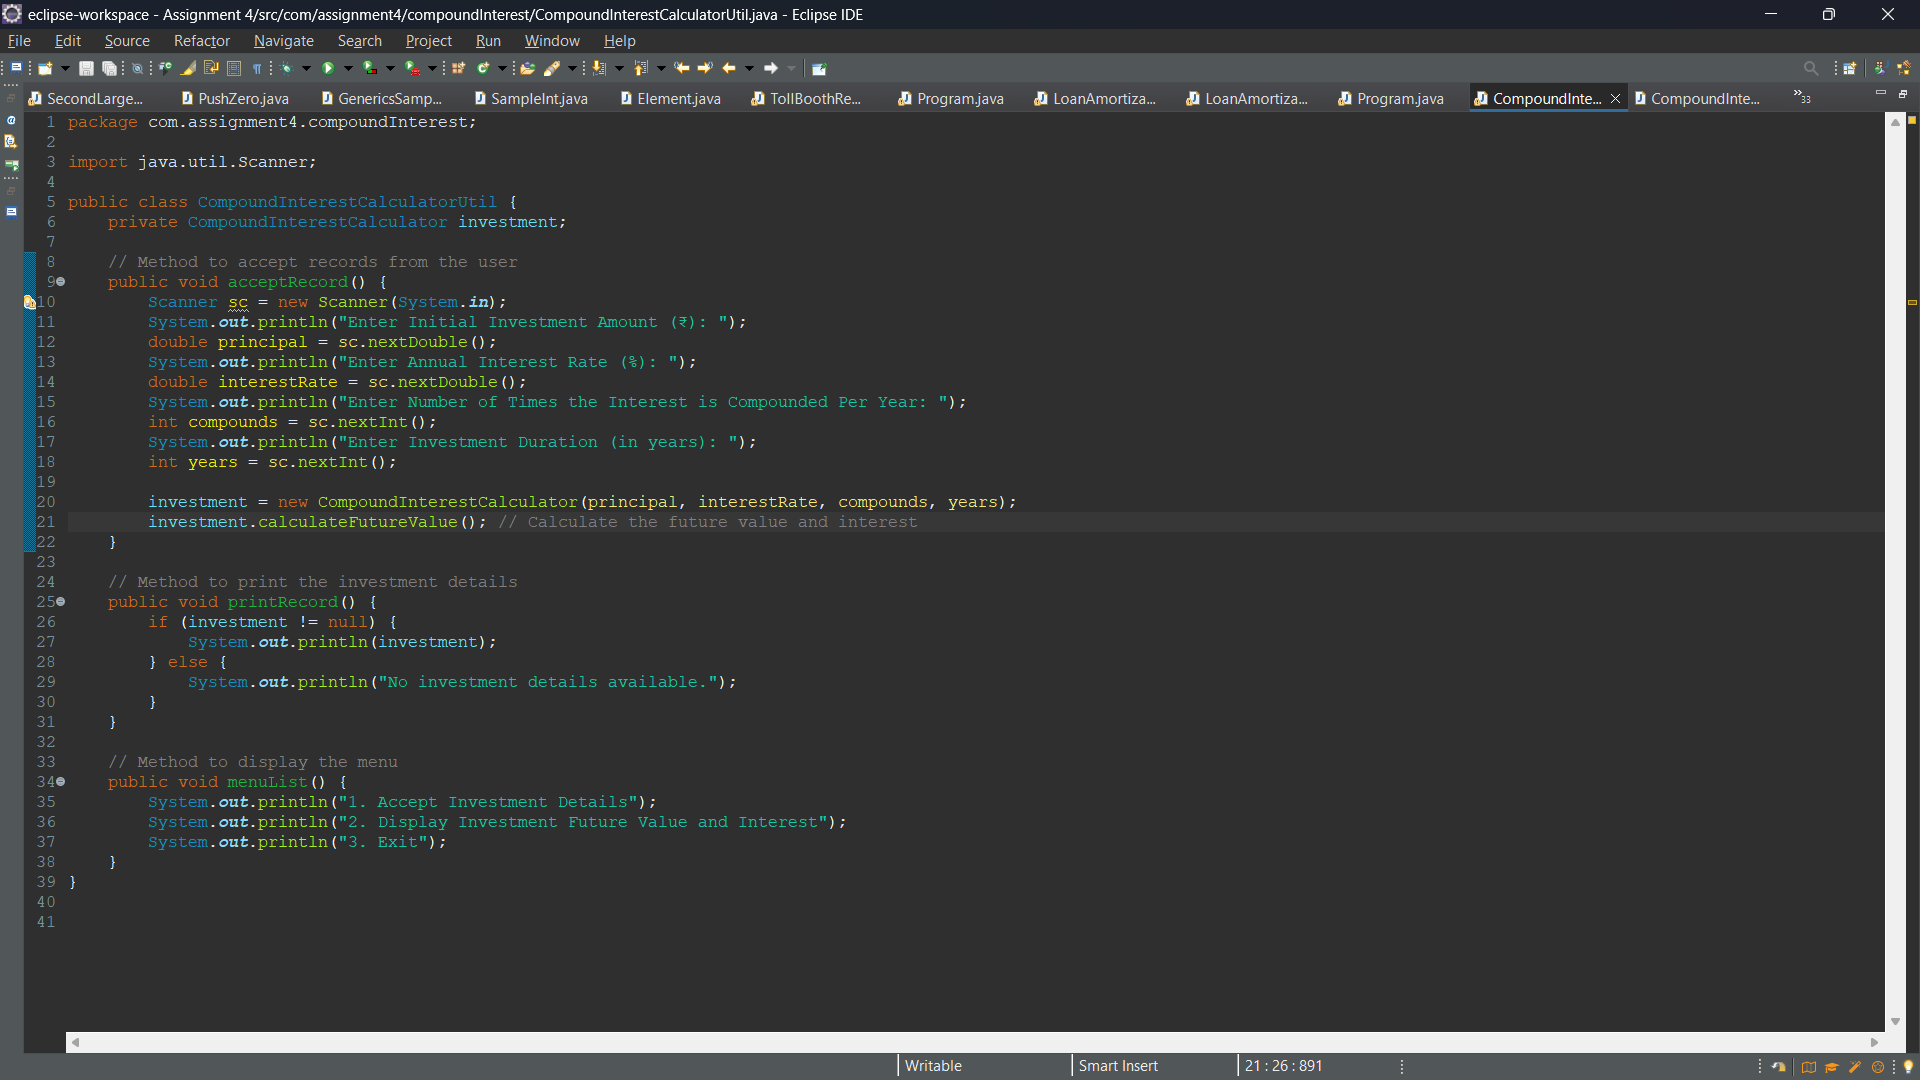 eclipse-workspace - Assignment 4/src/com/assignment4/compoundInterest/CompoundInterestCalculatorUtil.java - Eclipse IDE
File Edit Source Refactor Navigate Search Project Run Window Help
SecondLarge... PushZero.java GenericsSamp... SampleInt.java Element.java TollBoothRe... Program.java LoanAmortiza... LoanAmortiza... Program.java CompoundInte... CompoundInte... »33
1 package com.assignment4.compoundInterest;
2
3 import java.util.Scanner;
4
5 public class CompoundInterestCalculatorUtil {
6     private CompoundInterestCalculator investment;
7
8     // Method to accept records from the user
9     public void acceptRecord() {
10         Scanner sc = new Scanner(System.in);
11         System.out.println("Enter Initial Investment Amount (₹): ");
12         double principal = sc.nextDouble();
13         System.out.println("Enter Annual Interest Rate (%): ");
14         double interestRate = sc.nextDouble();
15         System.out.println("Enter Number of Times the Interest is Compounded Per Year: ");
16         int compounds = sc.nextInt();
17         System.out.println("Enter Investment Duration (in years): ");
18         int years = sc.nextInt();
19
20         investment = new CompoundInterestCalculator(principal, interestRate, compounds, years);
21         investment.calculateFutureValue(); // Calculate the future value and interest
22     }
23
24     // Method to print the investment details
25     public void printRecord() {
26         if (investment != null) {
27             System.out.println(investment);
28         } else {
29             System.out.println("No investment details available.");
30         }
31     }
32
33     // Method to display the menu
34     public void menuList() {
35         System.out.println("1. Accept Investment Details");
36         System.out.println("2. Display Investment Future Value and Interest");
37         System.out.println("3. Exit");
38     }
39 }
40
41
Writable Smart Insert 21 : 26 : 891